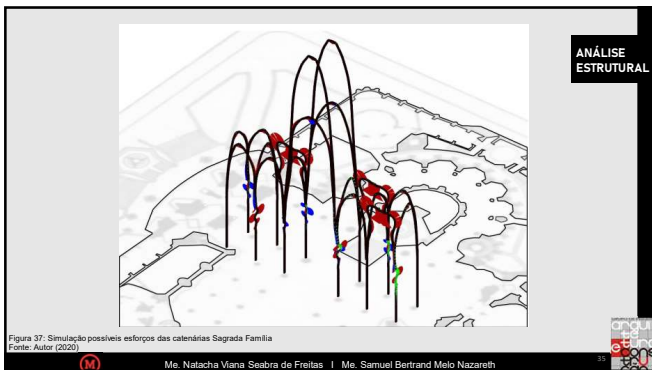 ANÁLISE
ESTRUTURAL
Figura 37: Simulação possíveis esforços das catenárias Sagrada Família
Fonte: Autor (2020)
M
Me. Natacha Viana Seabra de Freitas I Me. Samuel Bertrand Melo Nazareth
35